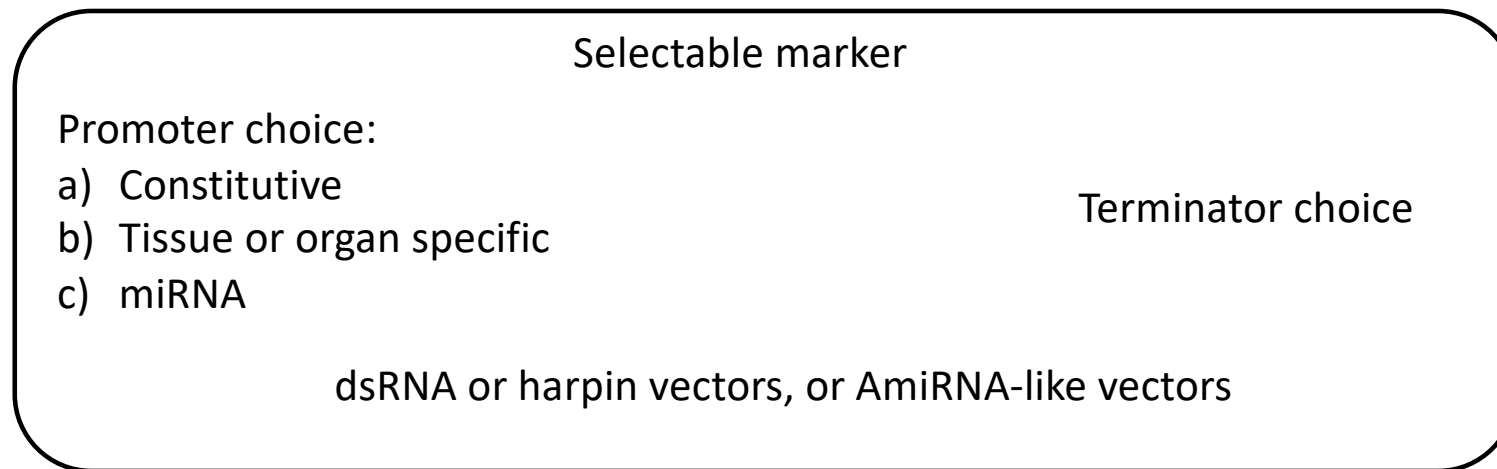 Selectable marker
Promoter choice:
a) Constitutive
b) Tissue or organ specific
c) miRNA
Terminator choice
dsRNA or harpin vectors, or AmiRNA-like vectors